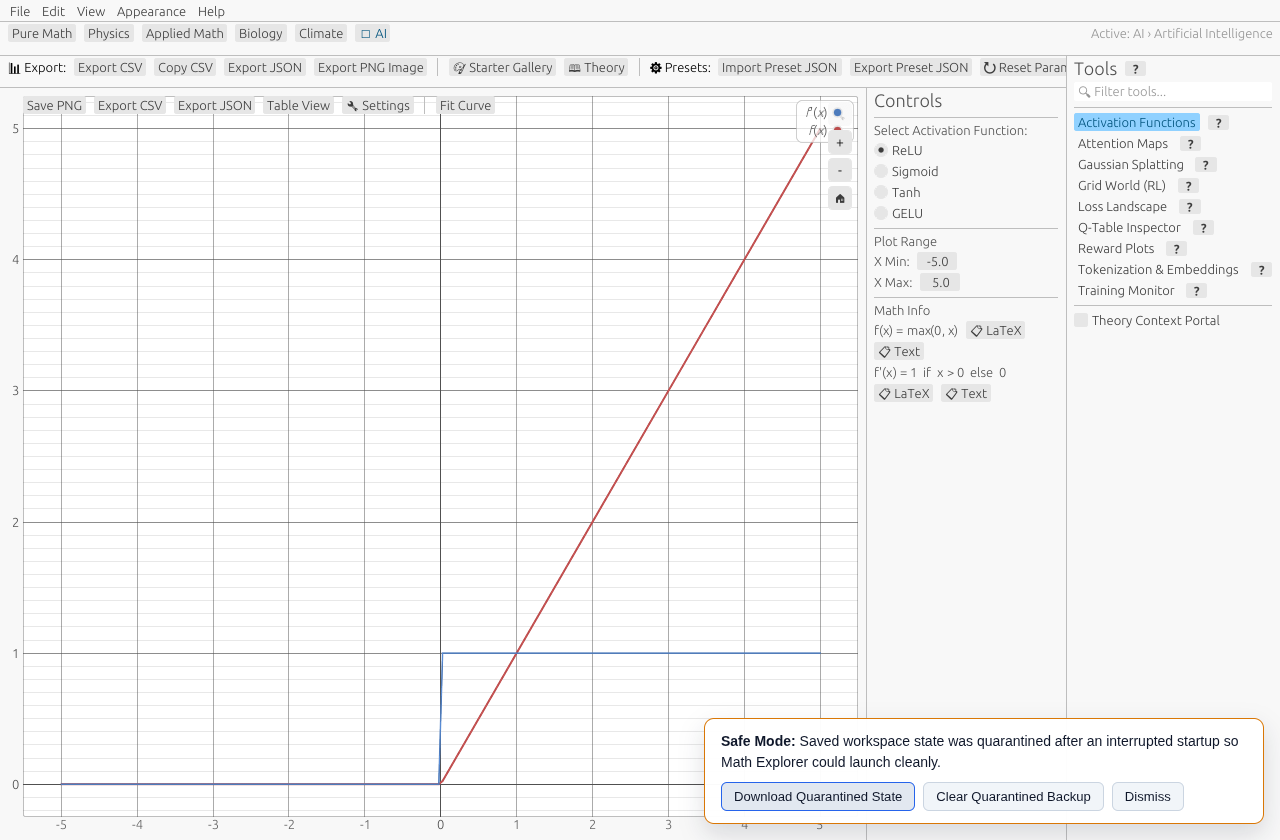 File Edit View Appearance Help
Pure Math Physics Applied Math Biology Climate AI Active: AI › Artificial Intelligence
Export: Export CSV Copy CSV Export JSON Export PNG Image Starter Gallery Theory Presets: Import Preset JSON Export Preset JSON Reset Param
Tools ?
Filter tools...
Activation Functions ?
Attention Maps ?
Gaussian Splatting ?
Grid World (RL) ?
Loss Landscape ?
Q-Table Inspector ?
Reward Plots ?
Tokenization & Embeddings ?
Training Monitor ?
Theory Context Portal
Save PNG Export CSV Export JSON Table View Settings Fit Curve
f'(x)
f(x)
+
-
5
4
3
2
1
0
-5 -4 -3 -2 -1 0 1 2 3 4 5
Controls
Select Activation Function:
ReLU
Sigmoid
Tanh
GELU
Plot Range
X Min: -5.0
X Max: 5.0
Math Info
f(x) = max(0, x) LaTeX
Text
f'(x) = 1 if x > 0 else 0
LaTeX Text
Safe Mode: Saved workspace state was quarantined after an interrupted startup so
Math Explorer could launch cleanly.
Download Quarantined State Clear Quarantined Backup Dismiss